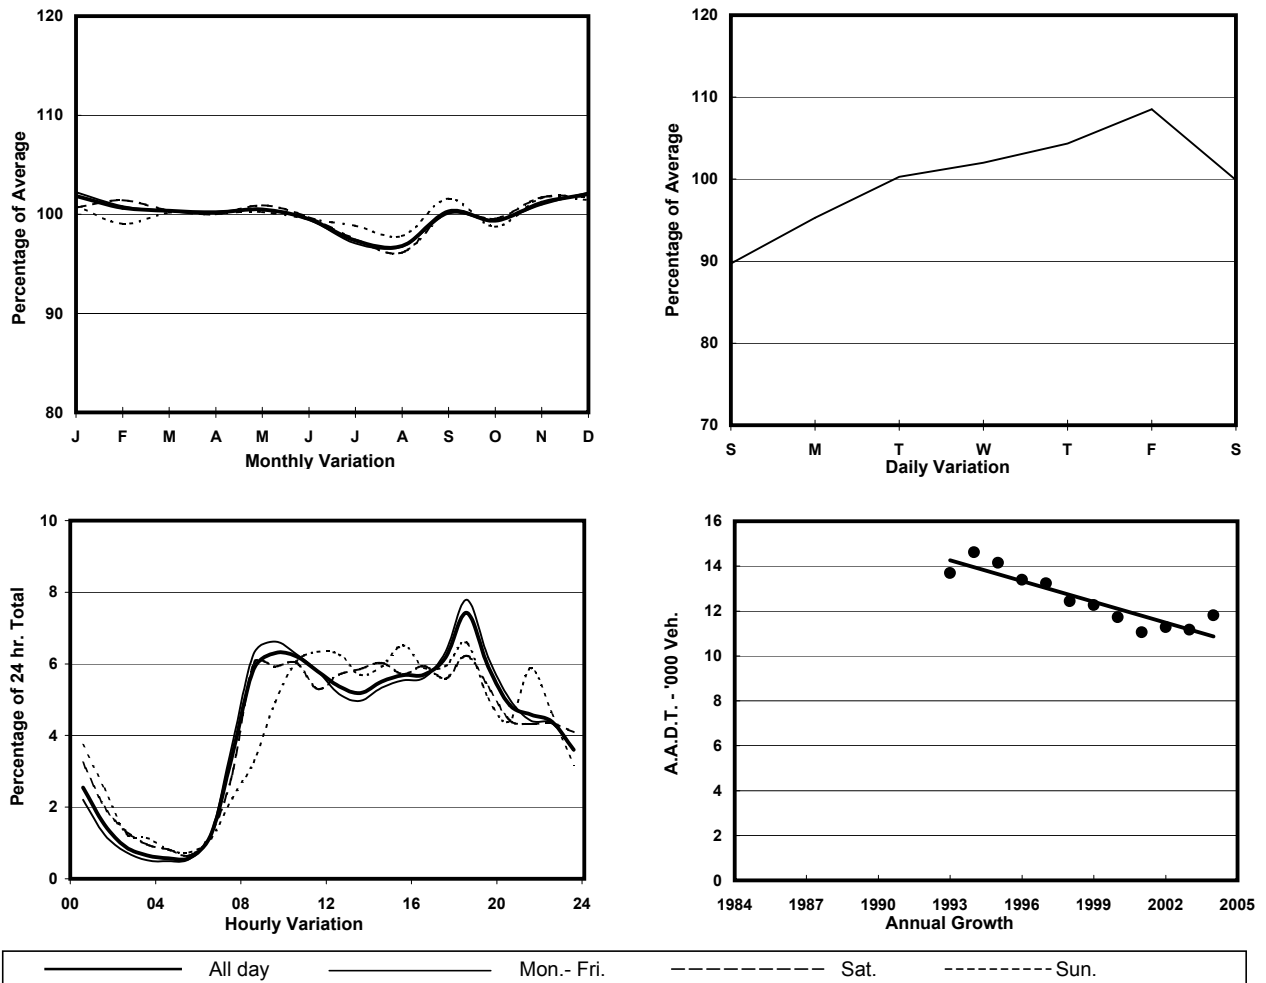 120
110
100
90
80
Percentage of Average
J F M A M J J A S O N D
Monthly Variation
120
110
100
90
80
70
Percentage of Average
S M T W T F S
Daily Variation
10
8
6
4
2
0
Percentage of 24 hr. Total
00 04 08 12 16 20 24
Hourly Variation
16
14
12
10
8
6
4
2
0
A.A.D.T. - '000 Veh.
1984 1987 1990 1993 1996 1999 2002 2005
Annual Growth
All day Mon.- Fri. Sat. Sun.